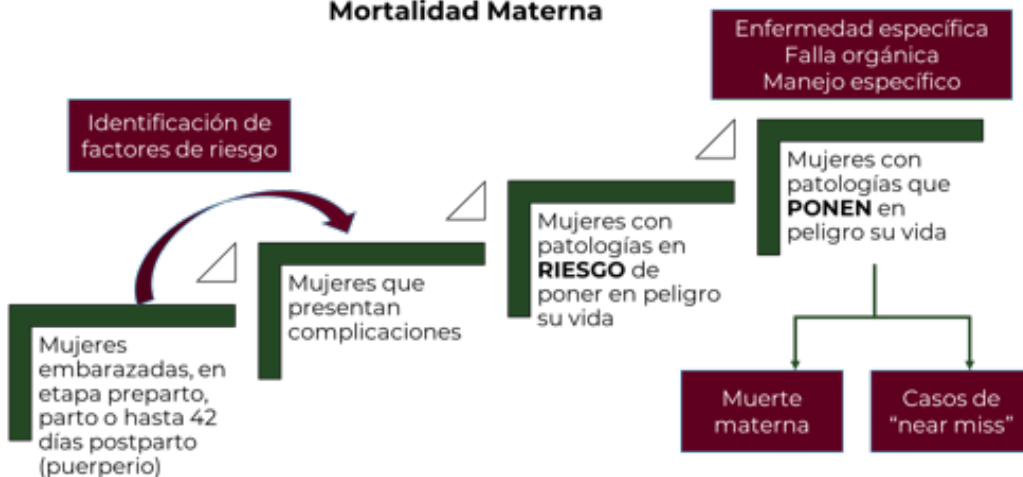 Mortalidad Materna
Identificación de
factores de riesgo
Enfermedad específica
Falla orgánica
Manejo específico
Mujeres
embarazadas, en
etapa preparto,
parto o hasta 42
días postparto
(puerperio)
Mujeres que
presentan
complicaciones
Mujeres con
patologías en
RIESGO de
poner en peligro
su vida
Mujeres con
patologías que
PONEN en
peligro su vida
Muerte
materna
Casos de
“near miss”